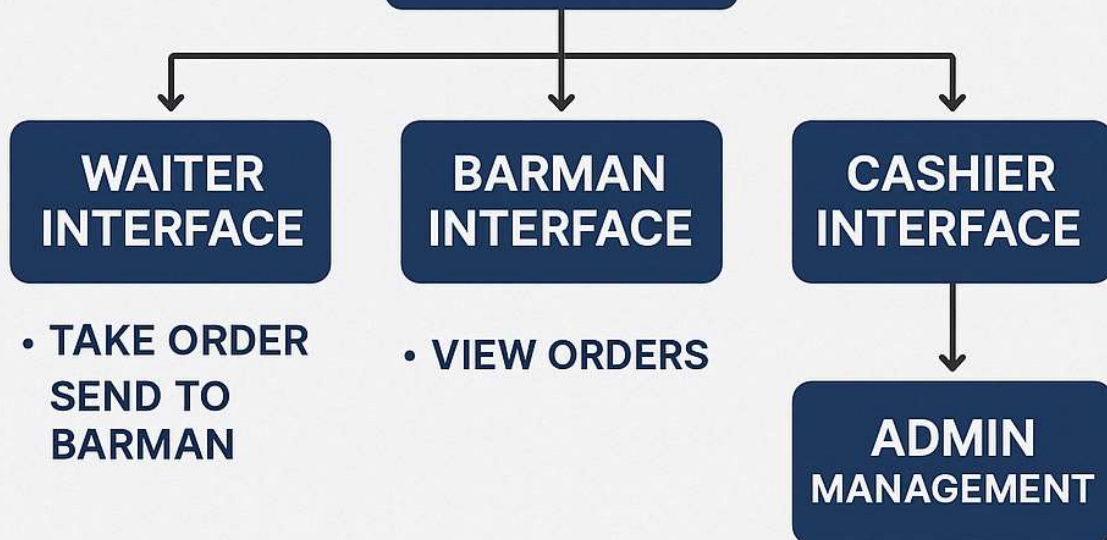 WAITER
INTERFACE
BARMAN
INTERFACE
CASHIER
INTERFACE
• TAKE ORDER
SEND TO
BARMAN
• VIEW ORDERS
ADMIN
MANAGEMENT